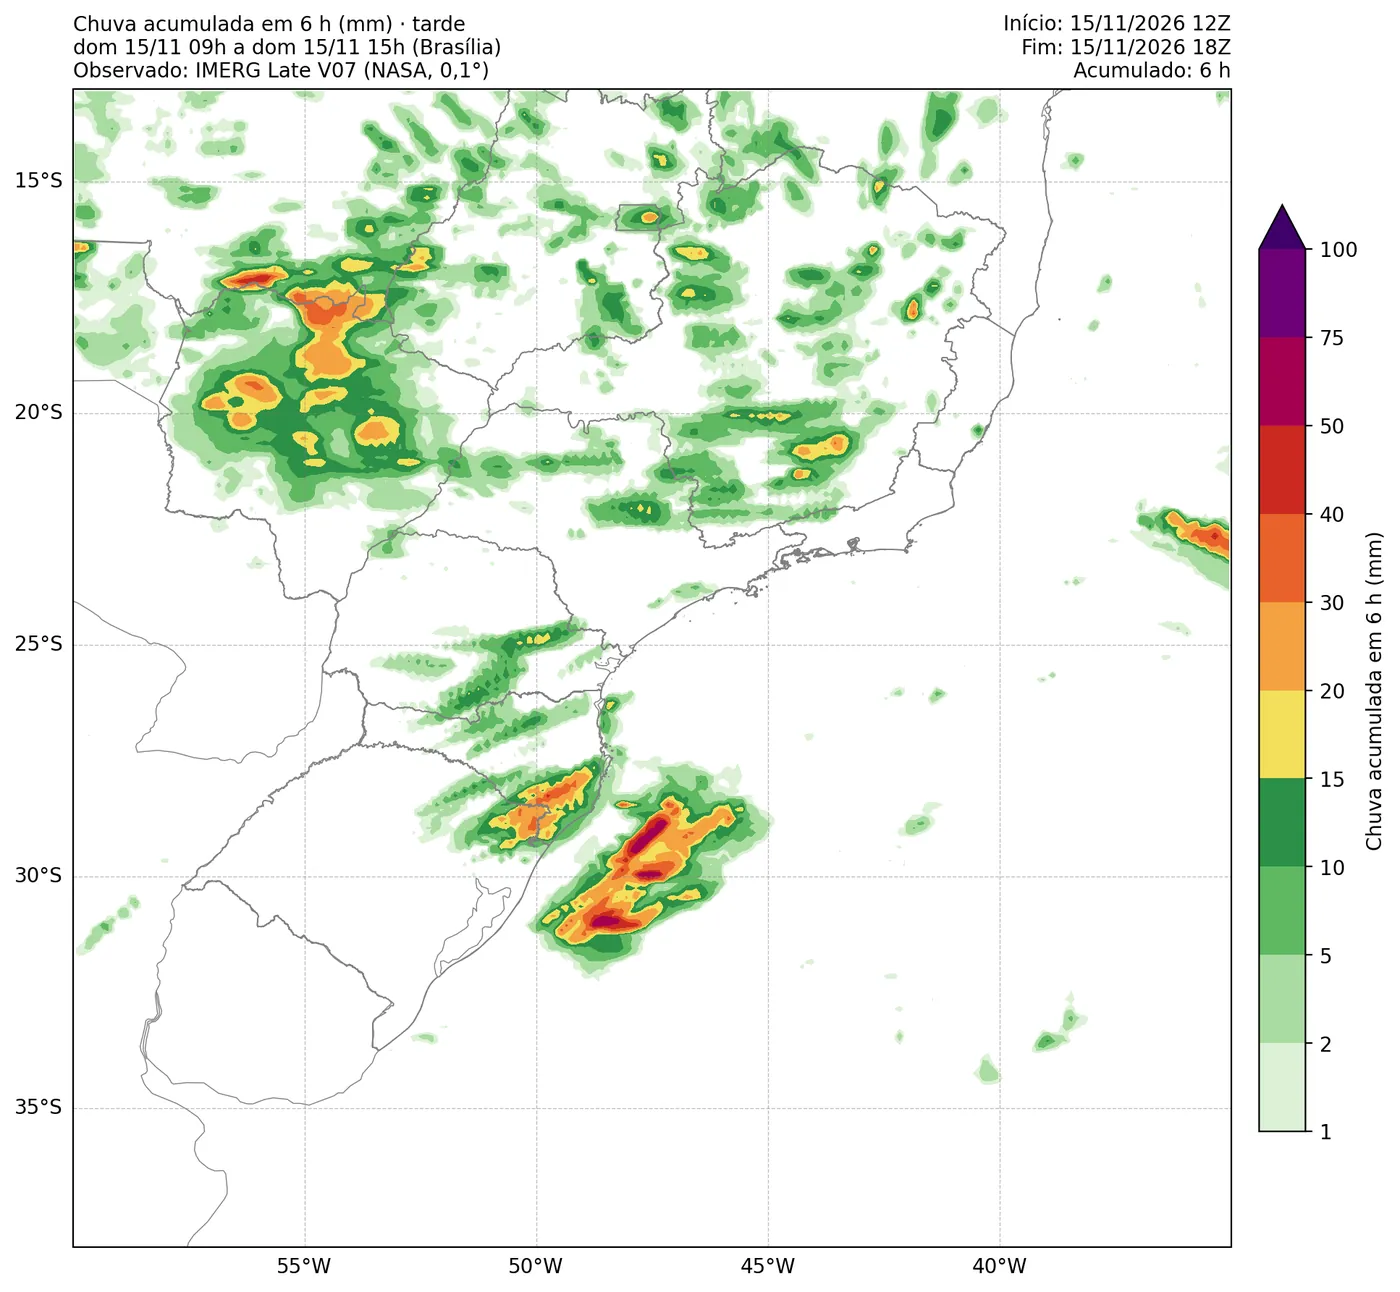 Chuva acumulada em 6 h (mm) · tarde
dom 15/11 09h a dom 15/11 15h (Brasília)
Observado: IMERG Late V07 (NASA, 0,1°)
Início: 15/11/2026 12Z
Fim: 15/11/2026 18Z
Acumulado: 6 h
15°S
20°S
25°S
30°S
35°S
55°W
50°W
45°W
40°W
100
75
50
40
30
20
15
10
5
2
1
Chuva acumulada em 6 h (mm)